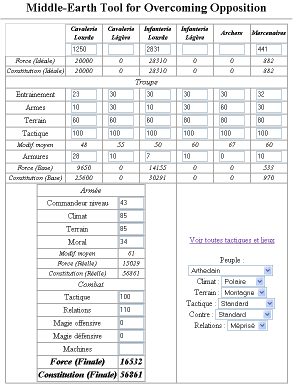 Middle-Earth Tool for Overcoming Opposition
Cavalerie Lourde Cavalerie Légère Infanterie Lourde Infanterie Légère Archers Mercenaires
1250 2831 441
Force (Idéale) 20000 0 28310 0 0 882
Constitution (Idéale) 20000 0 28310 0 0 882
Troupe
Entrainement 23 30 30 30 30 32
Armes 10 30 10 30 60 30
Terrain 60 60 60 80 80 80
Tactique 100 100 100 100 100 100
Modif. moyen 48 55 50 60 67 60
Armures 28 10 7 10 0 10
Force (Base) 9650 0 14155 0 0 533
Constitution (Base) 25600 0 30291 0 0 970
Armée
Commandeur niveau 43
Climat 85
Terrain 85
Moral 34
Modif. moyen 61
Force (Réelle) 15029
Constitution (Réelle) 56861
Combat
Tactique 100
Relations 110
Magie offensive 0
Magie défensive 0
Machines
Force (Finale) 16532
Constitution (Finale) 56861
Voir toutes tactiques et lieux
Peuple :
Arthedain
Climat : Polaire
Terrain : Montagne
Tactique : Standard
Contre : Standard
Relations : Méprisé